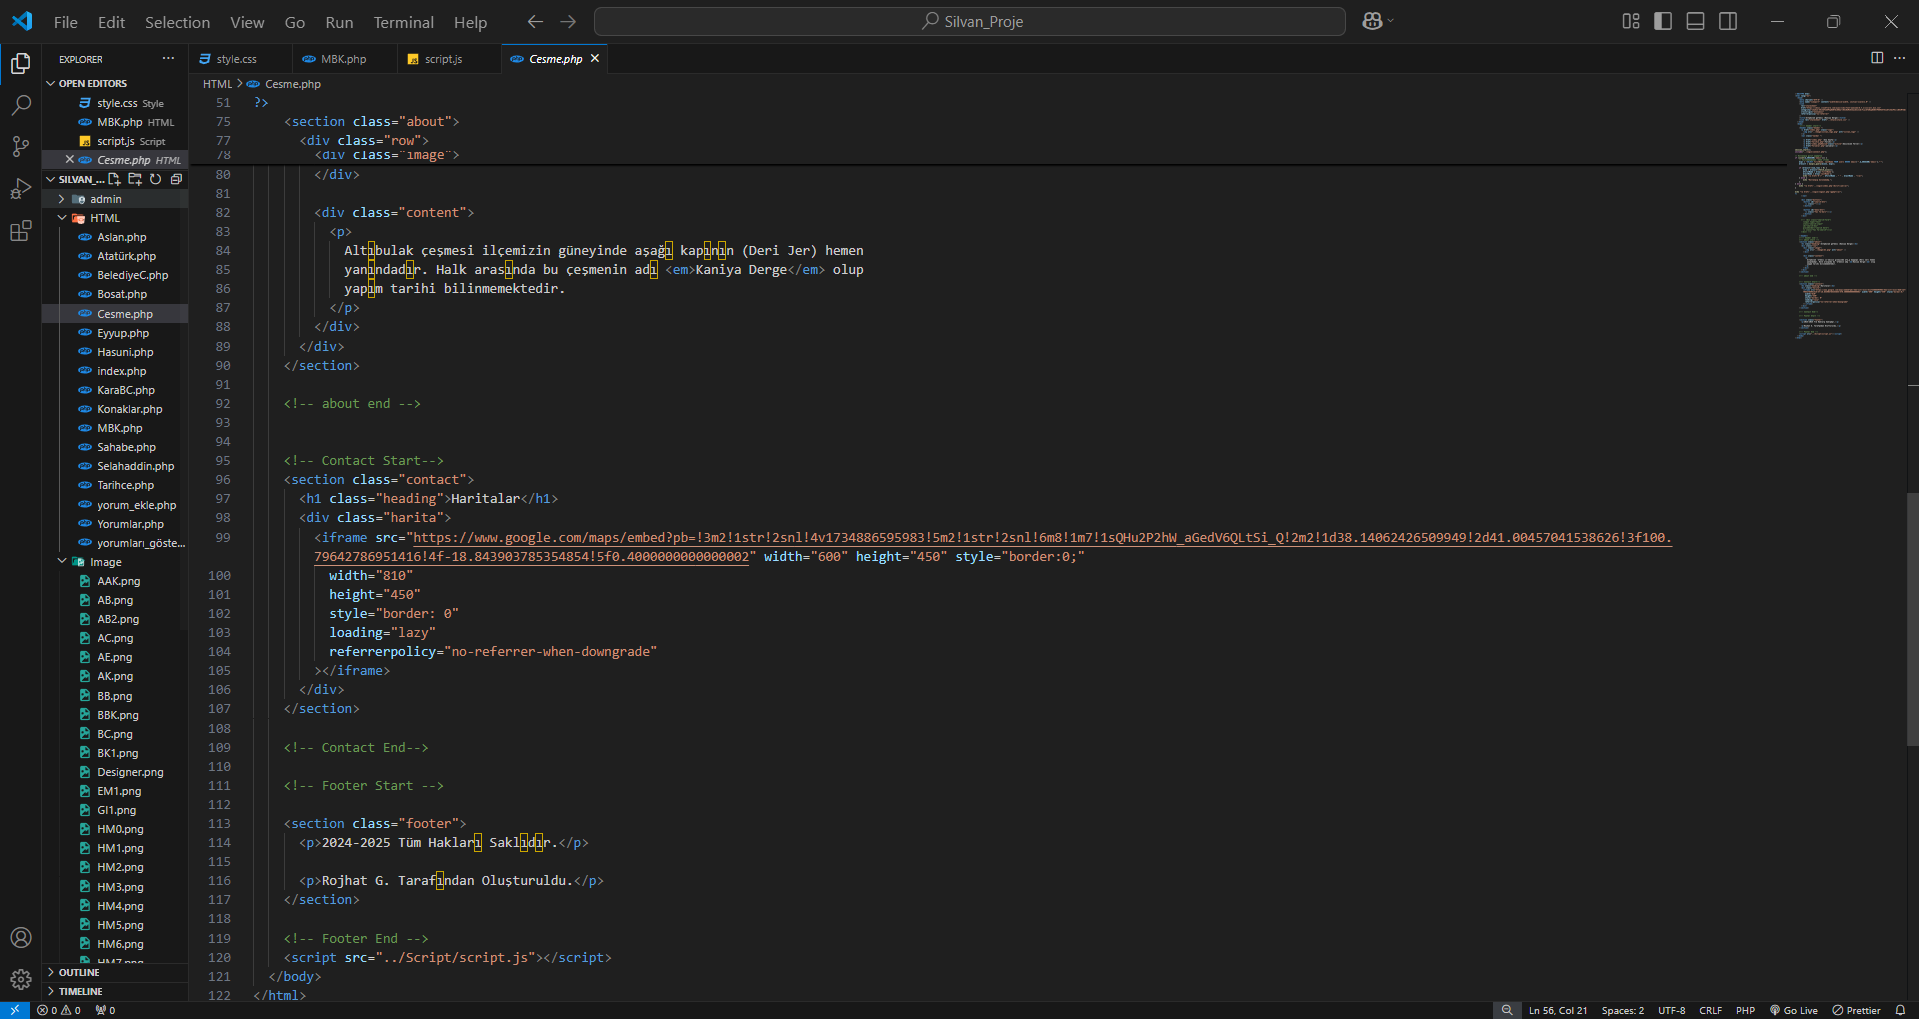 File Edit Selection View Go Run Terminal Help
Silvan_Proje
EXPLORER
OPEN EDITORS
style.css Style
MBK.php HTML
script.js Script
Cesme.php HTML
SILVAN_...
admin
HTML
Aslan.php
Atatürk.php
BelediyeC.php
Bosat.php
Cesme.php
Eyyup.php
Hasuni.php
index.php
KaraBC.php
Konaklar.php
MBK.php
Sahabe.php
Selahaddin.php
Tarihce.php
yorum_ekle.php
Yorumlar.php
yorumları_göste...
Image
AAK.png
AB.png
AB2.png
AC.png
AE.png
AK.png
BB.png
BBK.png
BC.png
BK1.png
Designer.png
EM1.png
GI1.png
HM0.png
HM1.png
HM2.png
HM3.png
HM4.png
HM5.png
HM6.png
HM7.png
OUTLINE
TIMELINE
style.css MBK.php script.js Cesme.php
HTML > Cesme.php
51 ?>
75 <section class="about">
77 <div class="row">
78 <div class="image">
80 </div>
81
82 <div class="content">
83 <p>
84 Altıbulak çeşmesi ilçemizin güneyinde aşağı kapının (Deri Jer) hemen
85 yanındadır. Halk arasında bu çeşmenin adı <em>Kaniya Derge</em> olup
86 yapım tarihi bilinmemektedir.
87 </p>
88 </div>
89 </div>
90 </section>
91
92 <!-- about end -->
93
94
95 <!-- Contact Start-->
96 <section class="contact">
97 <h1 class="heading">Haritalar</h1>
98 <div class="harita">
99 <iframe src="https://www.google.com/maps/embed?pb=!3m2!1str!2snl!4v1734886595983!5m2!1str!2snl!6m8!1m7!1sQHu2P2hW_aGedV6QLtSi_Q!2m2!1d38.14062426509949!2d41.00457041538626!3f100.
79642786951416!4f-18.843903785354854!5f0.4000000000000002" width="600" height="450" style="border:0;"
100 width="810"
101 height="450"
102 style="border: 0"
103 loading="lazy"
104 referrerpolicy="no-referrer-when-downgrade"
105 ></iframe>
106 </div>
107 </section>
108
109 <!-- Contact End-->
110
111 <!-- Footer Start -->
112
113 <section class="footer">
114 <p>2024-2025 Tüm Hakları Saklıdır.</p>
115
116 <p>Rojhat G. Tarafından Oluşturuldu.</p>
117 </section>
118
119 <!-- Footer End -->
120 <script src="../Script/script.js"></script>
121 </body>
122 </html>
0 0 0 Ln 56, Col 21 Spaces: 2 UTF-8 CRLF PHP Go Live Prettier